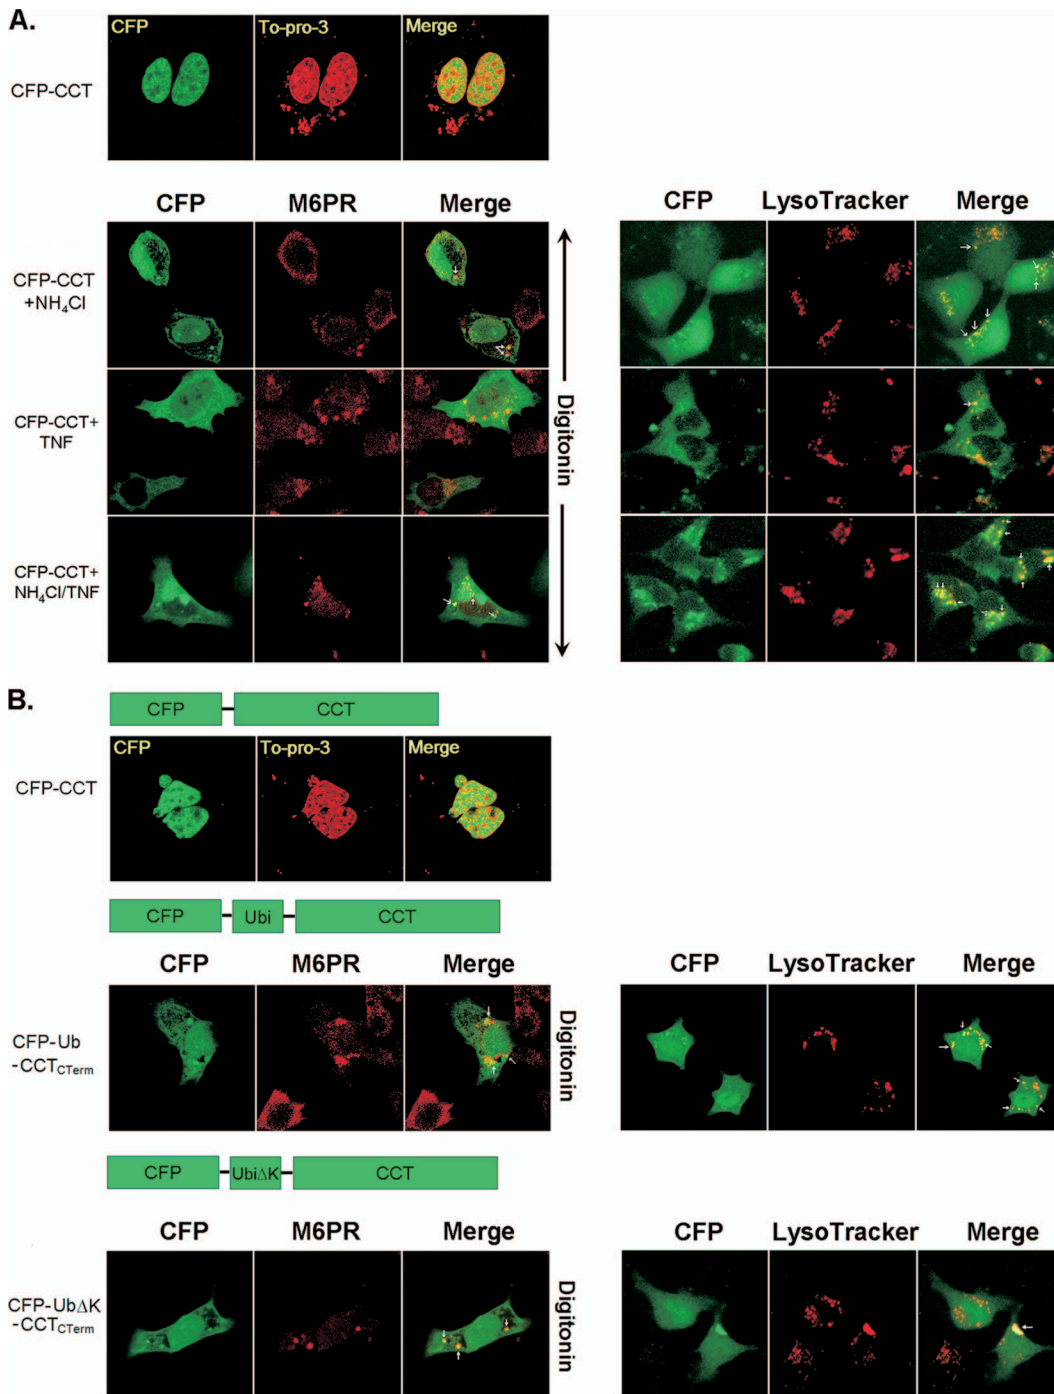 A.
CFP To-pro-3 Merge
CFP-CCT
CFP M6PR Merge
CFP LysoTracker Merge
CFP-CCT
+NH₄Cl
CFP-CCT+
TNF
CFP-CCT+
NH₄Cl/TNF
Digitonin
B.
CFP CCT
CFP To-pro-3 Merge
CFP-CCT
CFP Ubi CCT
CFP M6PR Merge
CFP LysoTracker Merge
CFP-Ub
-CCT_CTerm
Digitonin
CFP UbiΔK CCT
CFP M6PR Merge
CFP LysoTracker Merge
CFP-UbΔK
-CCT_CTerm
Digitonin